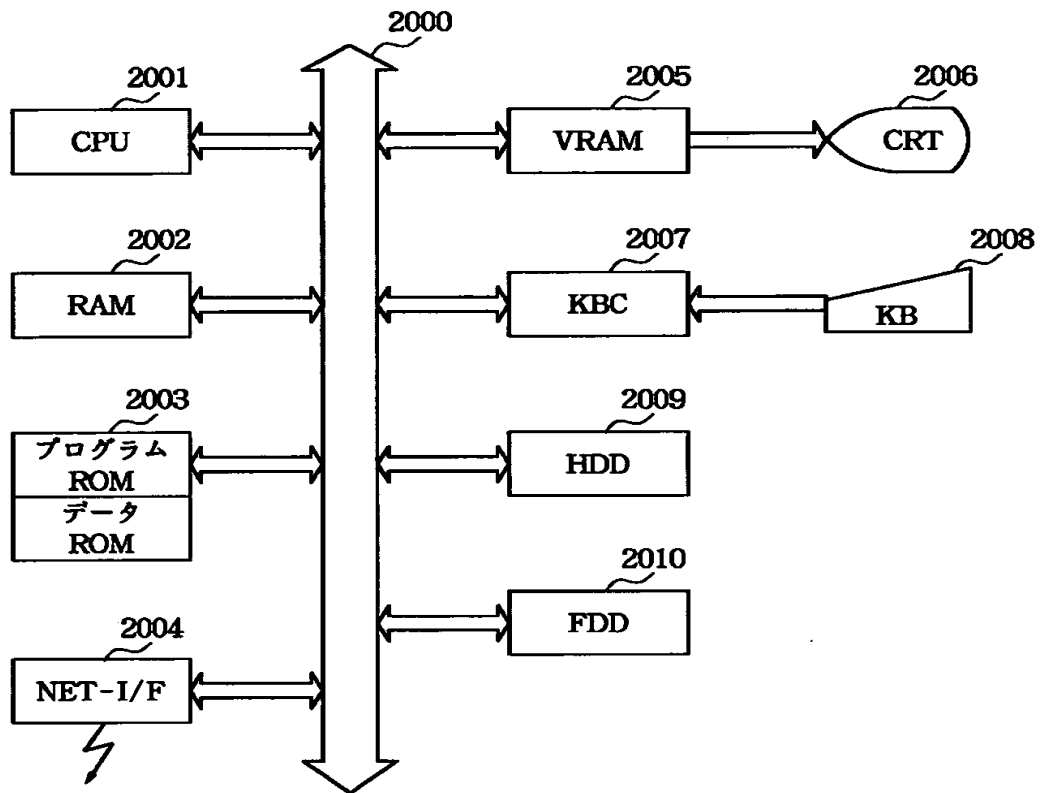 2000
2001
CPU
2005
VRAM
2006
CRT
2002
RAM
2007
KBC
2008
KB
2003
プログラム
ROM
データ
ROM
2009
HDD
2010
FDD
2004
NET-I/F